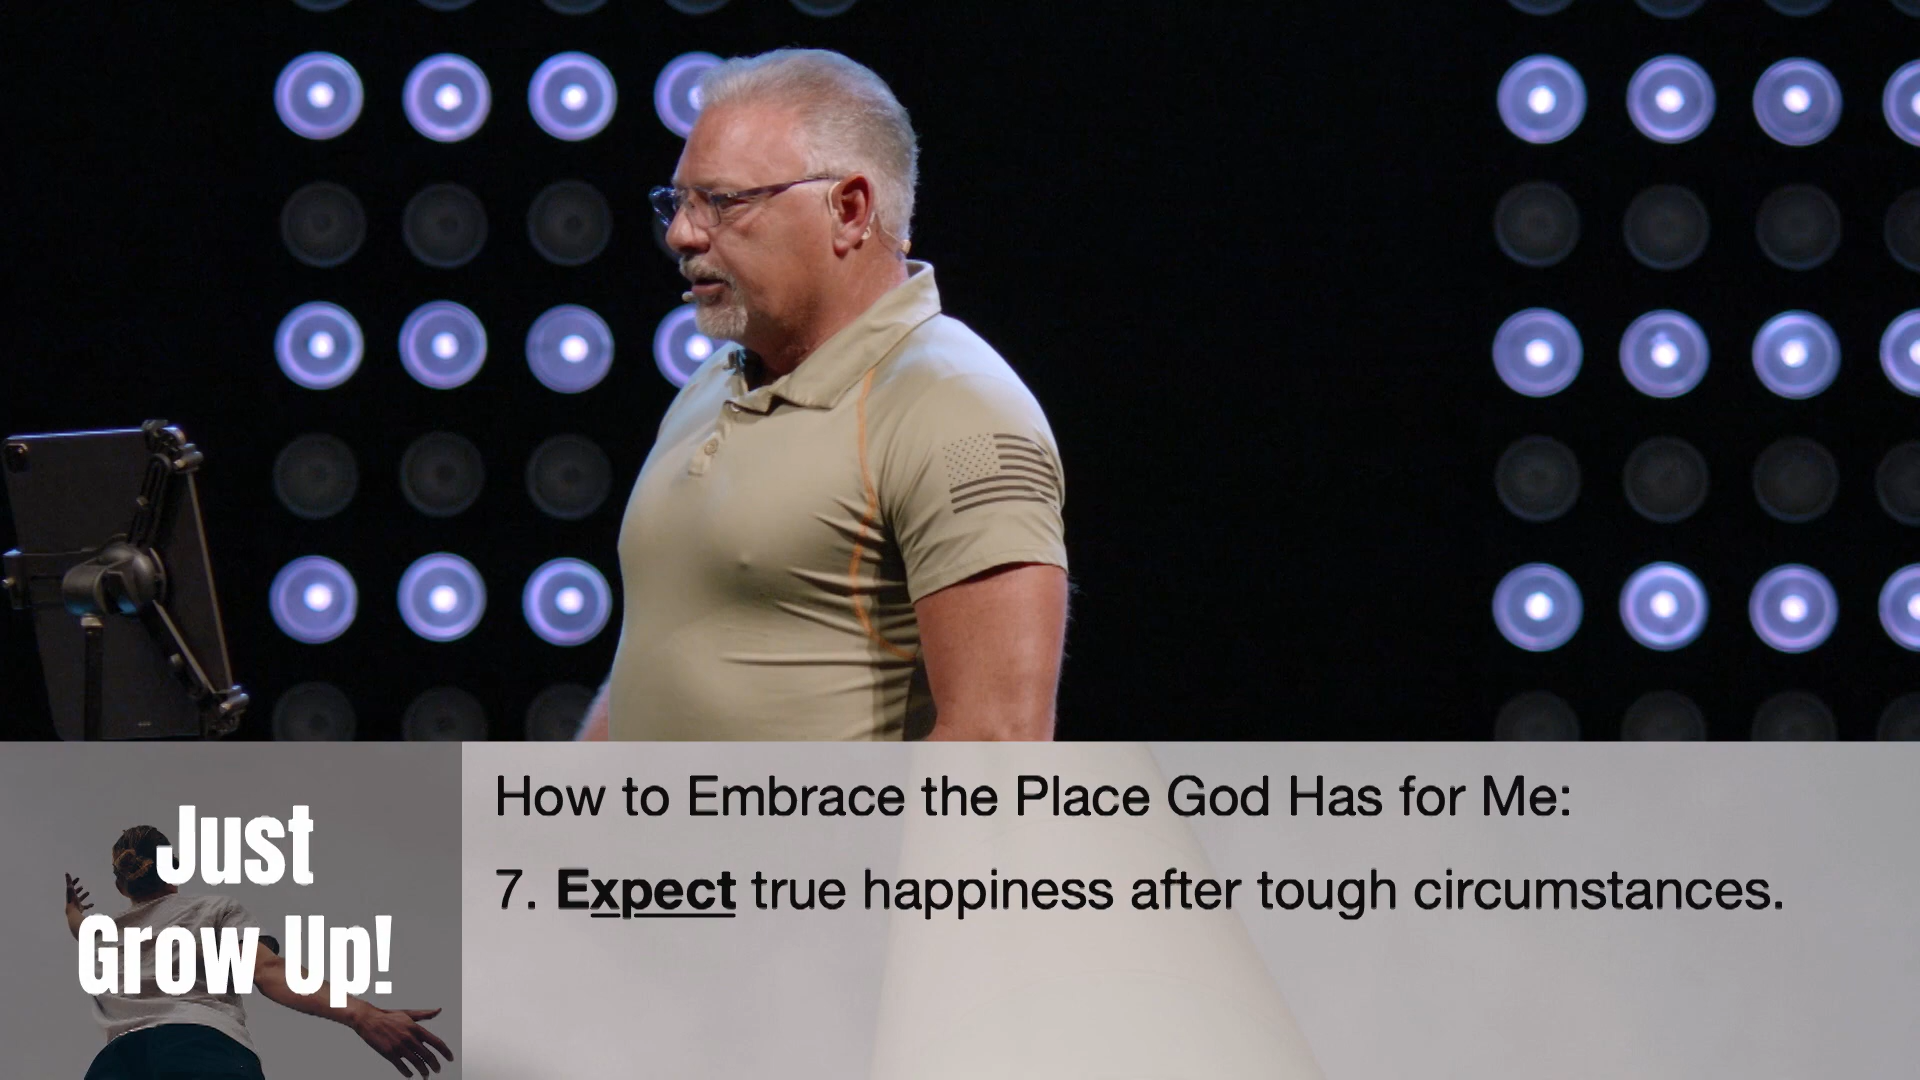 Just
Grow Up!
How to Embrace the Place God Has for Me:
7. Expect true happiness after tough circumstances.